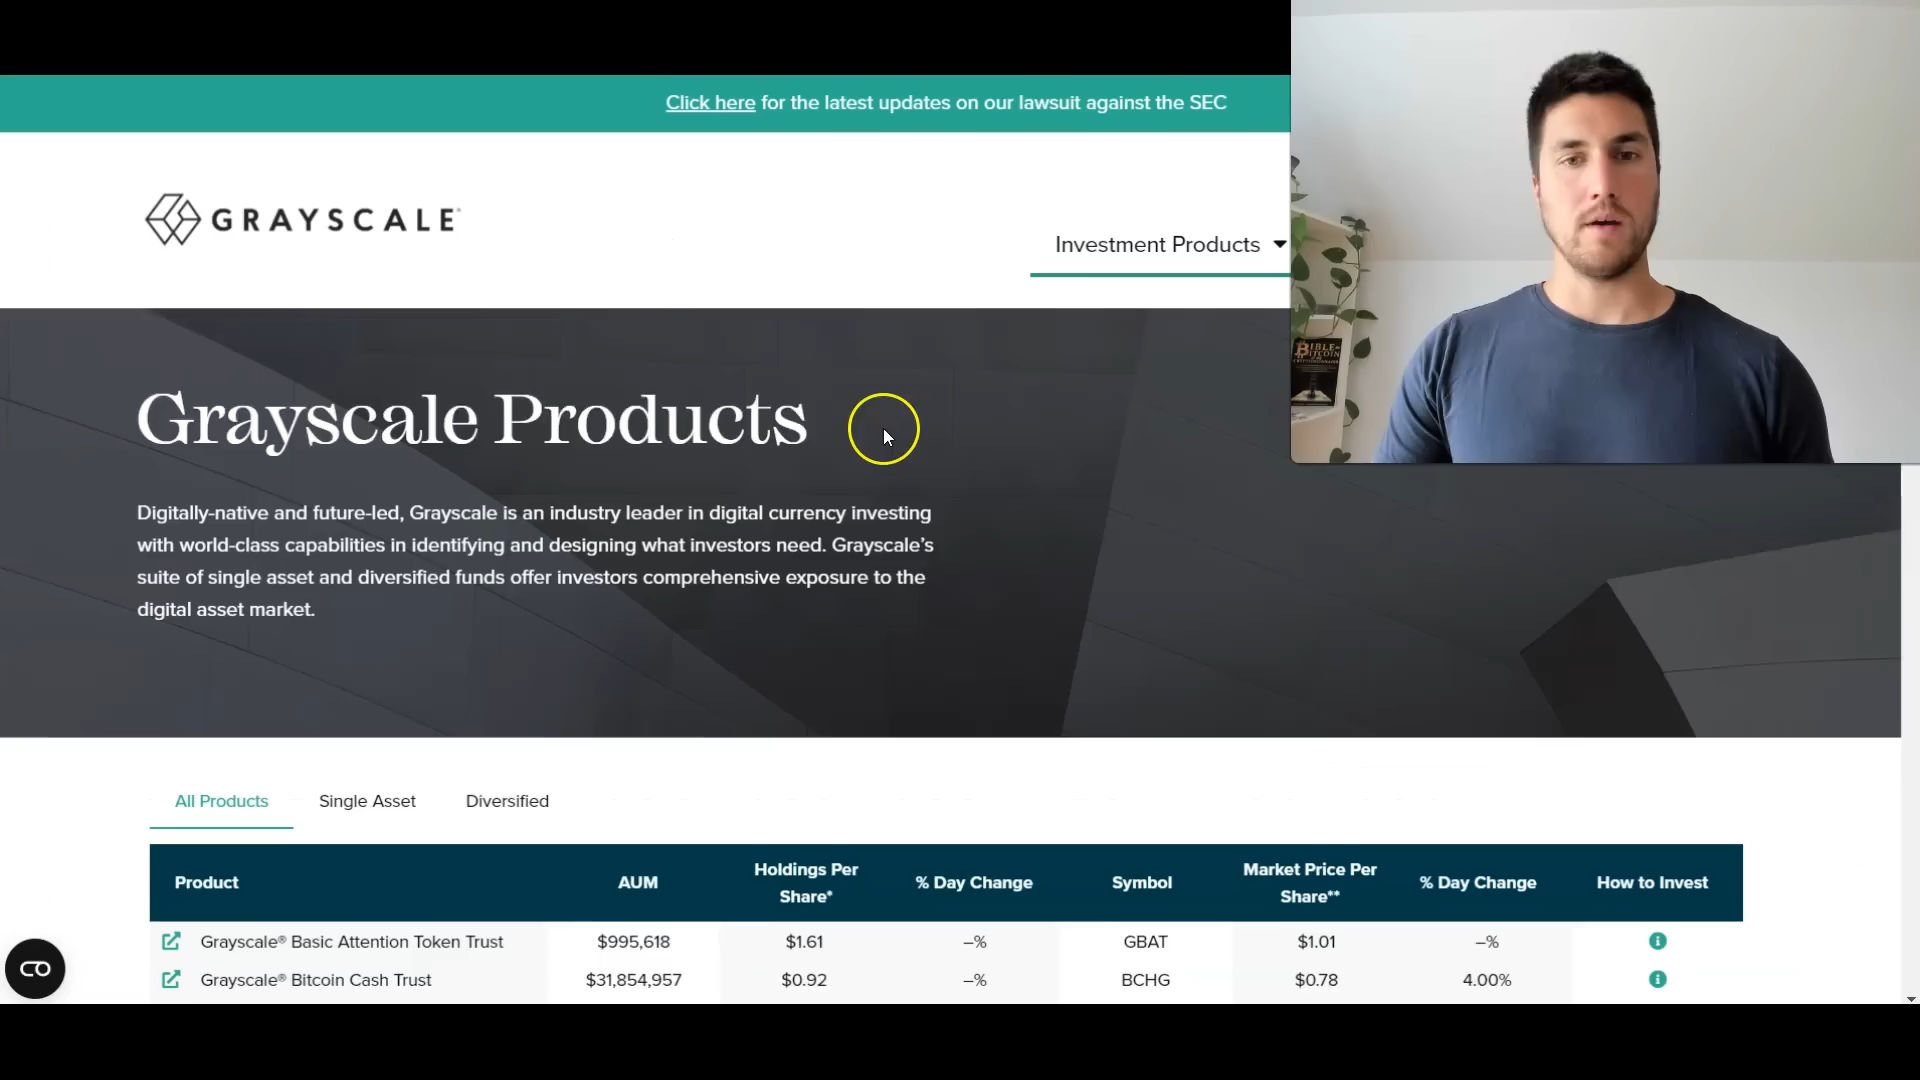 Click here for the latest updates on our lawsuit against the SEC
GRAYSCALE
Investment Products
BIBLE
BITCOIN
Grayscale Products
Digitally-native and future-led, Grayscale is an industry leader in digital currency investing
with world-class capabilities in identifying and designing what investors need. Grayscale’s
suite of single asset and diversified funds offer investors comprehensive exposure to the
digital asset market.
All Products Single Asset Diversified
Product AUM Holdings Per Share* % Day Change Symbol Market Price Per Share** % Day Change How to Invest
Grayscale® Basic Attention Token Trust $995,618 $1.61 –% GBAT $1.01 –%
Grayscale® Bitcoin Cash Trust $31,854,957 $0.92 –% BCHG $0.78 4.00%